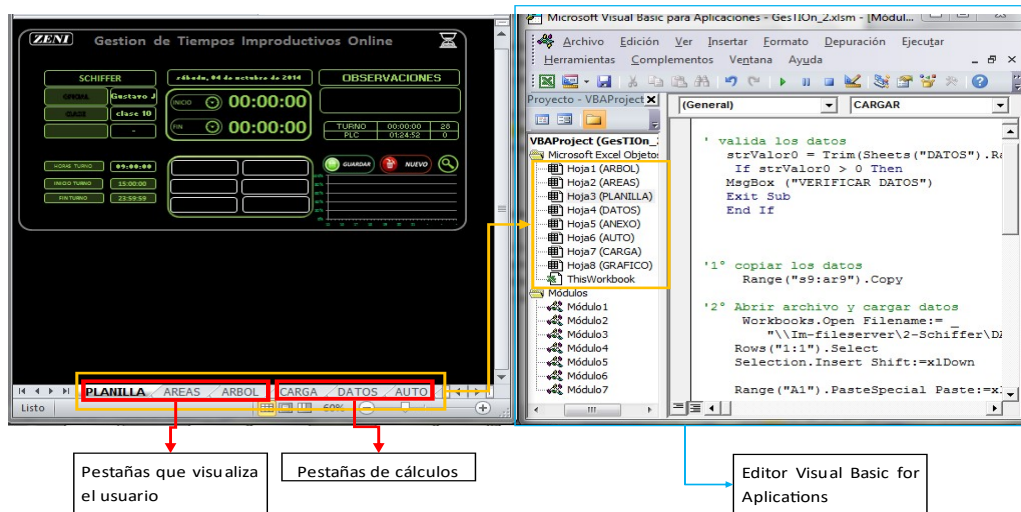 ZENI
Gestion de Tiempos Improductivos Online
SCHIFFER
sábado, 04 de octubre de 2014
OBSERVACIONES
OFICIAL
Gustavo J
CLASE
clase 10
-
INICIO
00:00:00
FIN
00:00:00
TURNO 00:00:00 26
PLC 01:24:52 0
HORAS TURNO
09:00:00
INICIO TURNO
15:00:00
FIN TURNO
23:59:59
GUARDAR
NUEVO
PLANILLA AREAS ARBOL CARGA DATOS AUTO
Listo
60%
Microsoft Visual Basic para Aplicaciones - GesTIOn_2.xlsm - [Módul...
Archivo Edición Ver Insertar Formato Depuración Ejecutar
Herramientas Complementos Ventana Ayuda
Proyecto - VBAProject
VBAProject (GesTIOn_
Microsoft Excel Objeto
Hoja1 (ARBOL)
Hoja2 (AREAS)
Hoja3 (PLANILLA)
Hoja4 (DATOS)
Hoja5 (ANEXO)
Hoja6 (AUTO)
Hoja7 (CARGA)
Hoja8 (GRAFICO)
ThisWorkbook
Módulos
Módulo1
Módulo2
Módulo3
Módulo4
Módulo5
Módulo6
Módulo7
(General)
CARGAR
' valida los datos
strValor0 = Trim(Sheets("DATOS").Ra
If strValor0 > 0 Then
MsgBox ("VERIFICAR DATOS")
Exit Sub
End If
'1° copiar los datos
Range("s9:ar9").Copy
'2° Abrir archivo y cargar datos
Workbooks.Open Filename:= _
"\\Im-fileserver\2-Schiffer\DA
Rows("1:1").Select
Selection.Insert Shift:=xlDown
Range("A1").PasteSpecial Paste:=x
Pestañas que visualiza
el usuario
Pestañas de cálculos
Editor Visual Basic for
Aplications